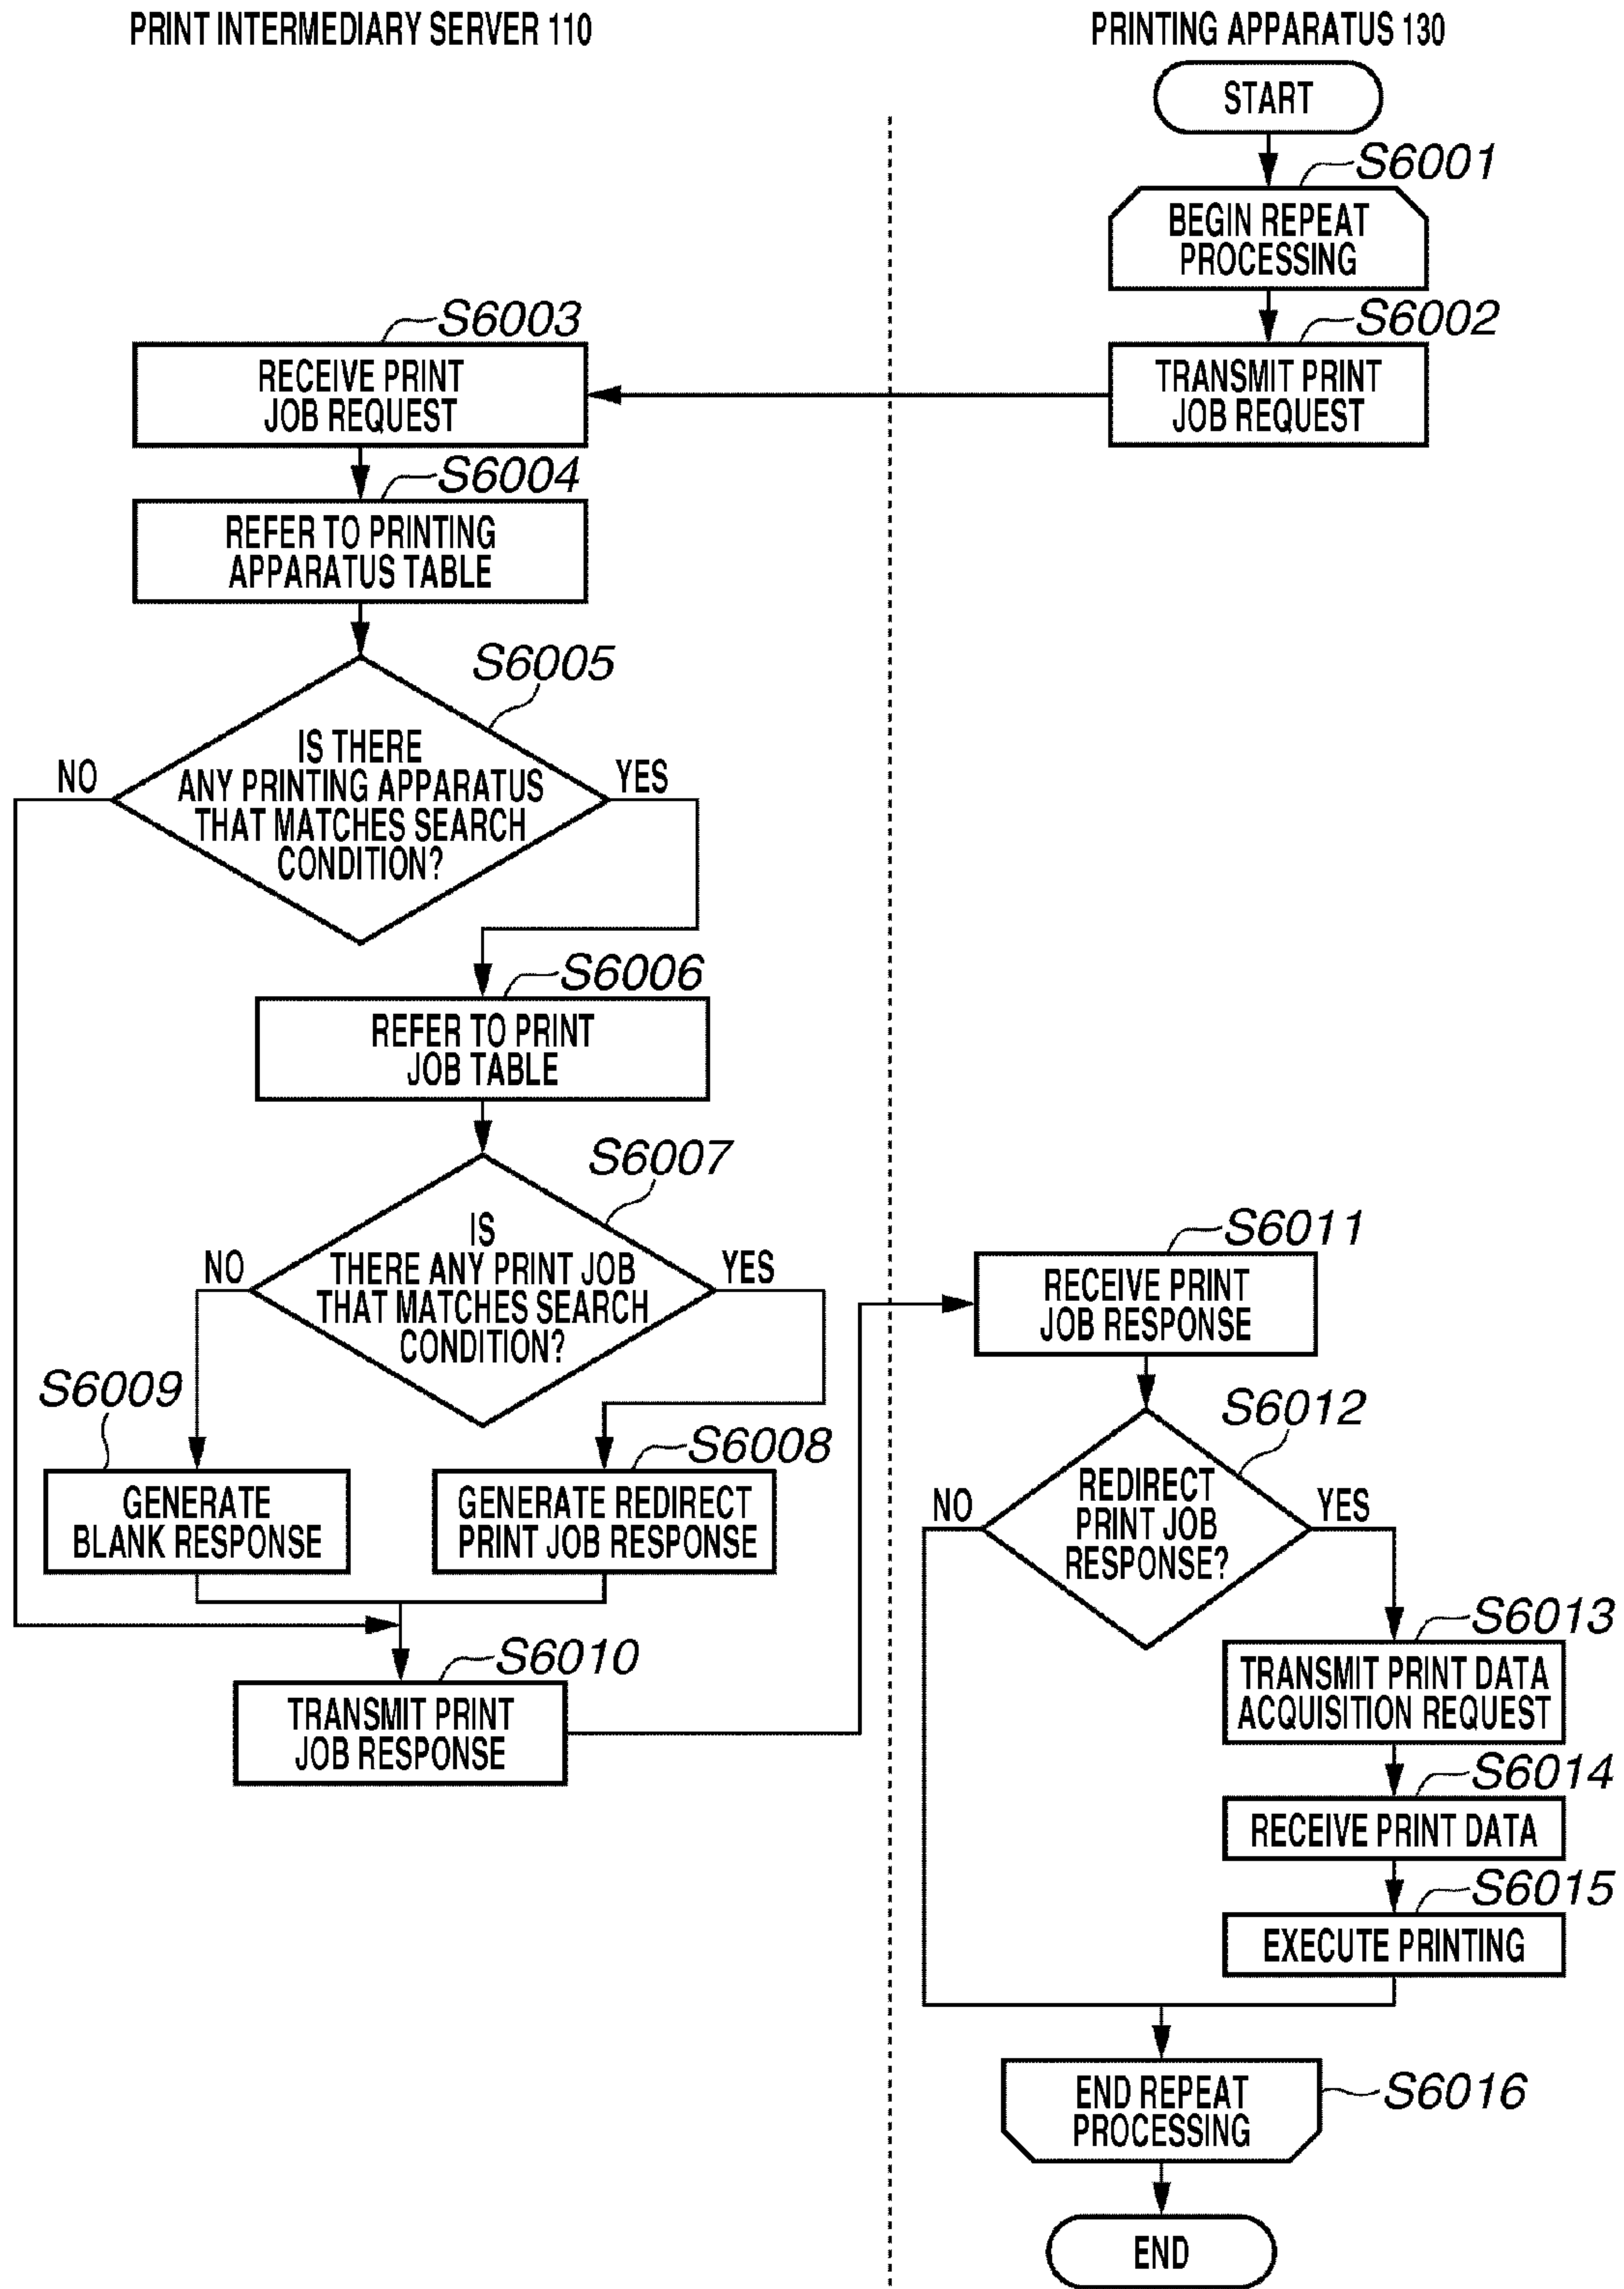 PRINT INTERMEDIARY SERVER 110
PRINTING APPARATUS 130
START
S6001
BEGIN REPEAT
PROCESSING
S6002
TRANSMIT PRINT
JOB REQUEST
S6003
RECEIVE PRINT
JOB REQUEST
S6004
REFER TO PRINTING
APPARATUS TABLE
S6005
IS THERE
ANY PRINTING APPARATUS
THAT MATCHES SEARCH
CONDITION?
NO
YES
S6006
REFER TO PRINT
JOB TABLE
S6007
IS
THERE ANY PRINT JOB
THAT MATCHES SEARCH
CONDITION?
NO
YES
S6009
GENERATE
BLANK RESPONSE
S6008
GENERATE REDIRECT
PRINT JOB RESPONSE
S6010
TRANSMIT PRINT
JOB RESPONSE
S6011
RECEIVE PRINT
JOB RESPONSE
S6012
REDIRECT
PRINT JOB
RESPONSE?
NO
YES
S6013
TRANSMIT PRINT DATA
ACQUISITION REQUEST
S6014
RECEIVE PRINT DATA
S6015
EXECUTE PRINTING
S6016
END REPEAT
PROCESSING
END